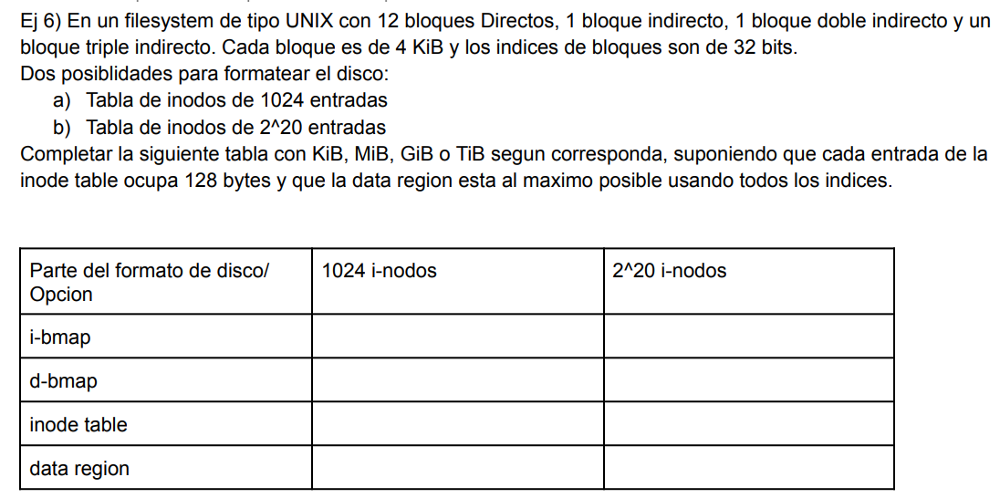 Ej 6) En un filesystem de tipo UNIX con 12 bloques Directos, 1 bloque indirecto, 1 bloque doble indirecto y un
bloque triple indirecto. Cada bloque es de 4 KiB y los indices de bloques son de 32 bits.
Dos posiblidades para formatear el disco:
a) Tabla de inodos de 1024 entradas
b) Tabla de inodos de 2^20 entradas
Completar la siguiente tabla con KiB, MiB, GiB o TiB segun corresponda, suponiendo que cada entrada de la
inode table ocupa 128 bytes y que la data region esta al maximo posible usando todos los indices.
Parte del formato de disco/ 1024 i-nodos 2^20 i-nodos
Opcion
i-bmap
d-bmap
inode table
data region